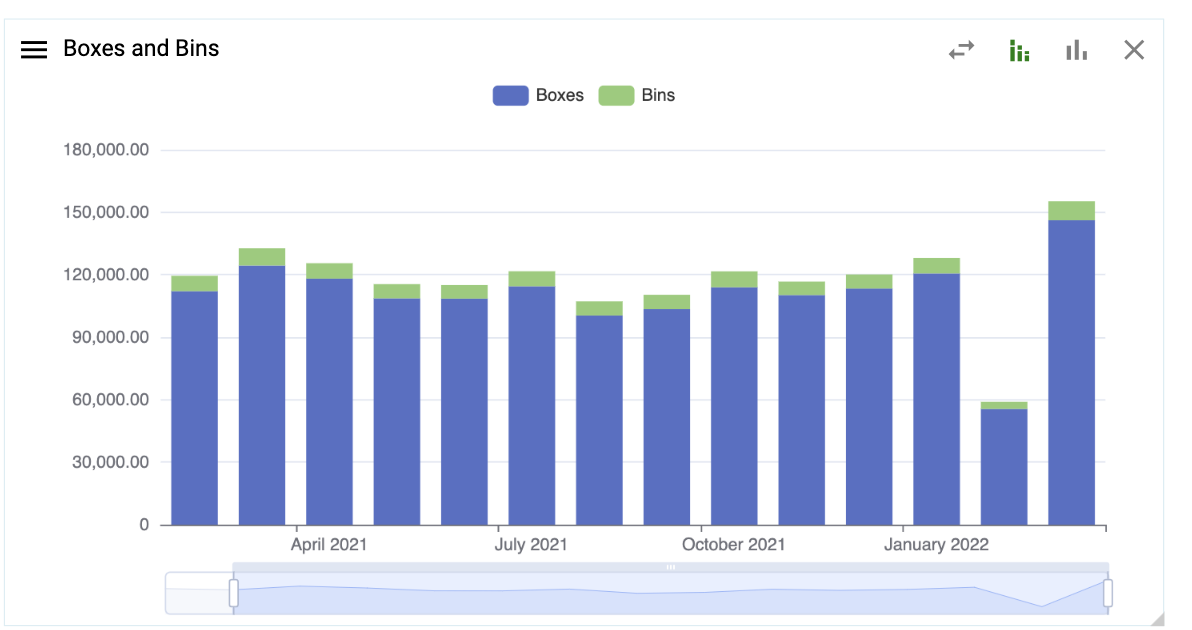 Boxes and Bins
Boxes Bins
180,000.00
150,000.00
120,000.00
90,000.00
60,000.00
30,000.00
0
April 2021 July 2021 October 2021 January 2022